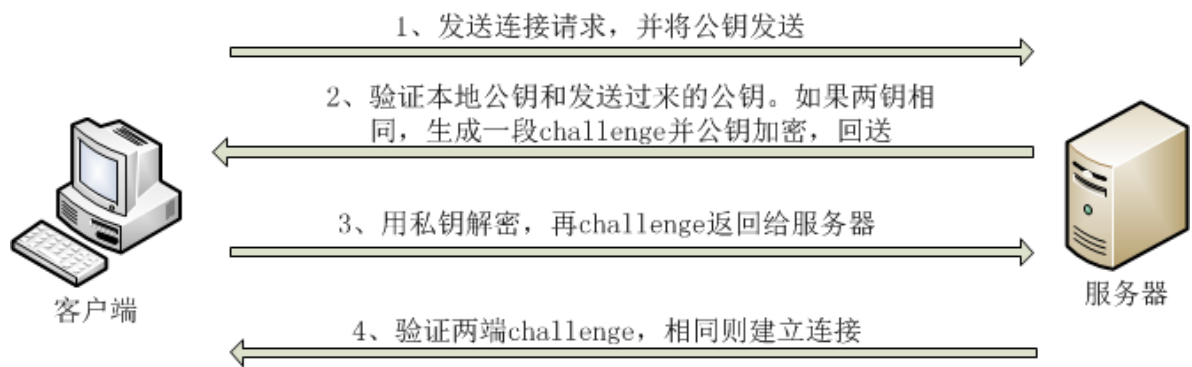 1、发送连接请求，并将公钥发送
2、验证本地公钥和发送过来的公钥。如果两钥相
同，生成一段challenge并公钥加密，回送
3、用私钥解密，再challenge返回给服务器
客户端
服务器
4、验证两端challenge，相同则建立连接